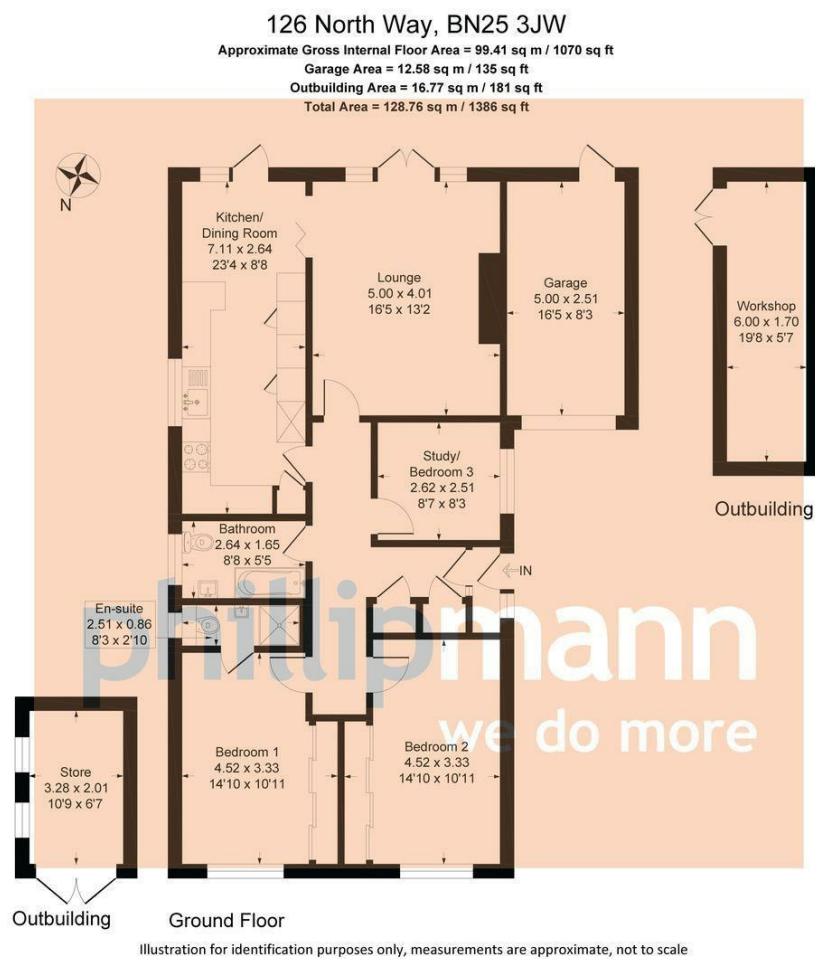 126 North Way, BN25 3JW
Approximate Gross Internal Floor Area = 99.41 sq m / 1070 sq ft
Garage Area = 12.58 sq m / 135 sq ft
Outbuilding Area = 16.77 sq m / 181 sq ft
Total Area = 128.76 sq m / 1386 sq ft
N
Kitchen/
Dining Room
7.11 x 2.64
23'4 x 8'8
Lounge
5.00 x 4.01
16'5 x 13'2
Garage
5.00 x 2.51
16'5 x 8'3
Workshop
6.00 x 1.70
19'8 x 5'7
Outbuilding
Study/
Bedroom 3
2.62 x 2.51
8'7 x 8'3
Bathroom
2.64 x 1.65
8'8 x 5'5
IN
En-suite
2.51 x 0.86
8'3 x 2'10
phillipmann
we do more
Bedroom 1
4.52 x 3.33
14'10 x 10'11
Bedroom 2
4.52 x 3.33
14'10 x 10'11
Store
3.28 x 2.01
10'9 x 6'7
Outbuilding
Ground Floor
Illustration for identification purposes only, measurements are approximate, not to scale